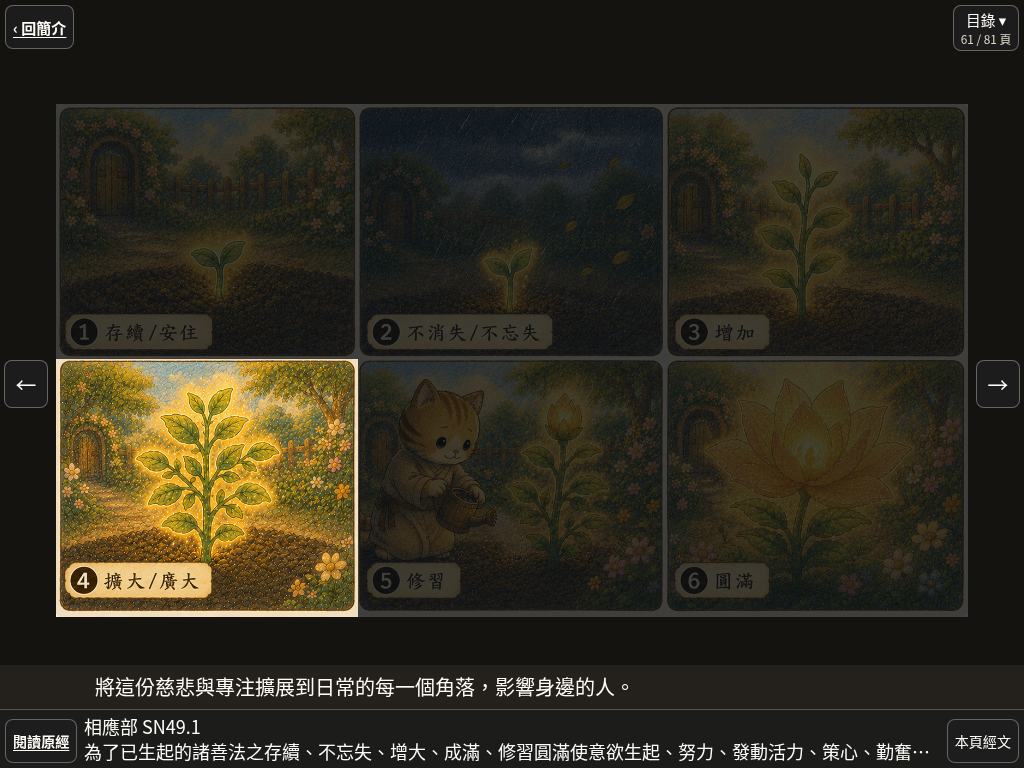 ‹ 回簡介
目錄 ▾
61 / 81 頁
1 存續/安住
2 不消失/不忘失
3 增加
4 擴大/廣大
5 修習
6 圓滿
←
→
將這份慈悲與專注擴展到日常的每一個角落，影響身邊的人。
閱讀原經
相應部 SN49.1
為了已生起的諸善法之存續、不忘失、增大、成滿、修習圓滿使意欲生起、努力、發動活力、策心、勤奮⋯
本頁經文